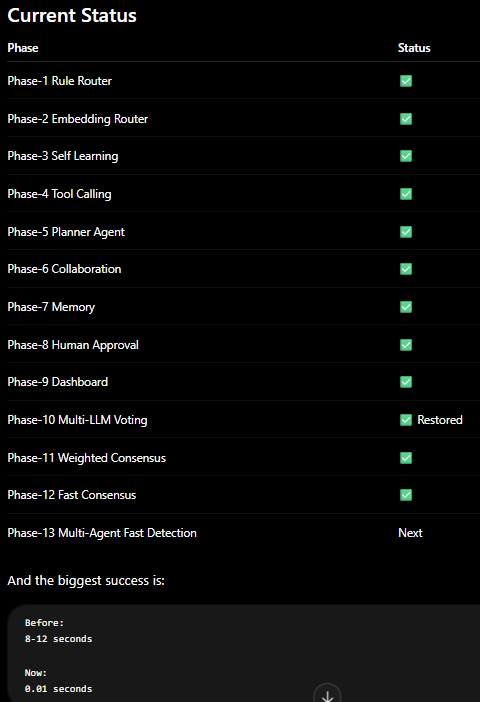 Current Status
Phase Status
Phase-1 Rule Router ✅
Phase-2 Embedding Router ✅
Phase-3 Self Learning ✅
Phase-4 Tool Calling ✅
Phase-5 Planner Agent ✅
Phase-6 Collaboration ✅
Phase-7 Memory ✅
Phase-8 Human Approval ✅
Phase-9 Dashboard ✅
Phase-10 Multi-LLM Voting ✅ Restored
Phase-11 Weighted Consensus ✅
Phase-12 Fast Consensus ✅
Phase-13 Multi-Agent Fast Detection Next
And the biggest success is:
Before:
8-12 seconds
Now:
0.01 seconds